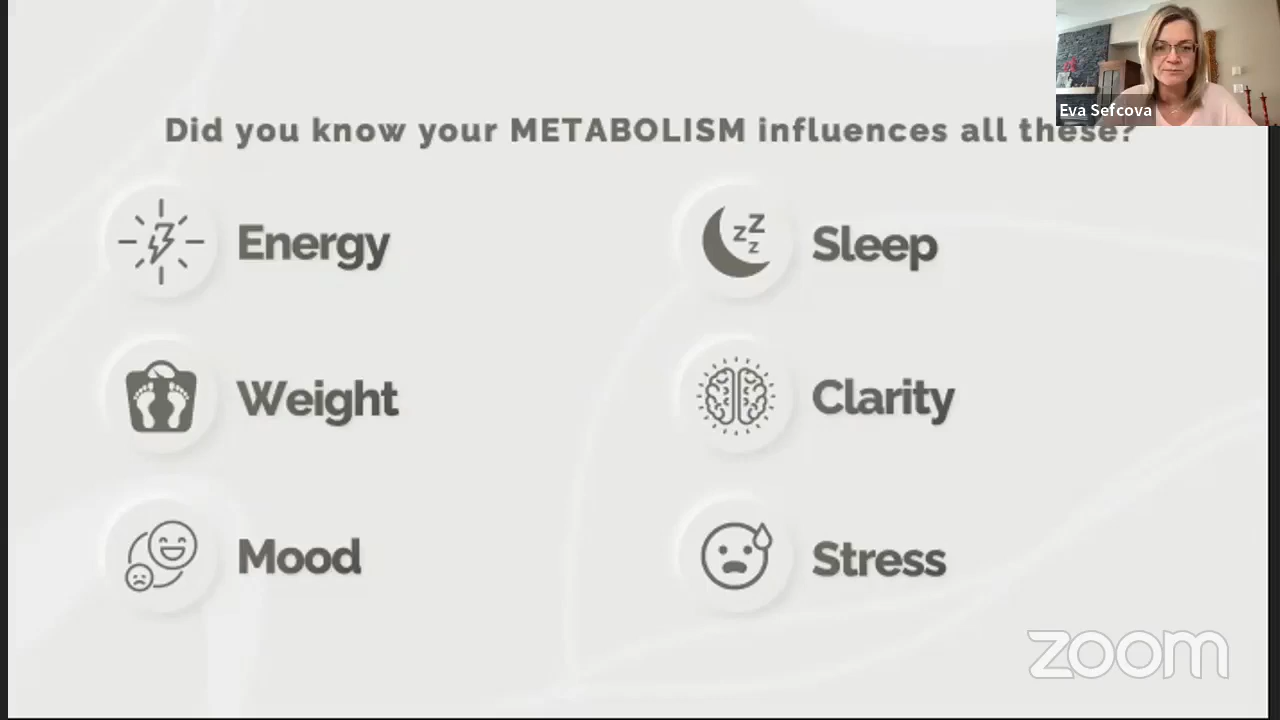 Eva Sefcova
Did you know your METABOLISM influences all these?
Energy
Sleep
Weight
Clarity
Mood
Stress
zoom